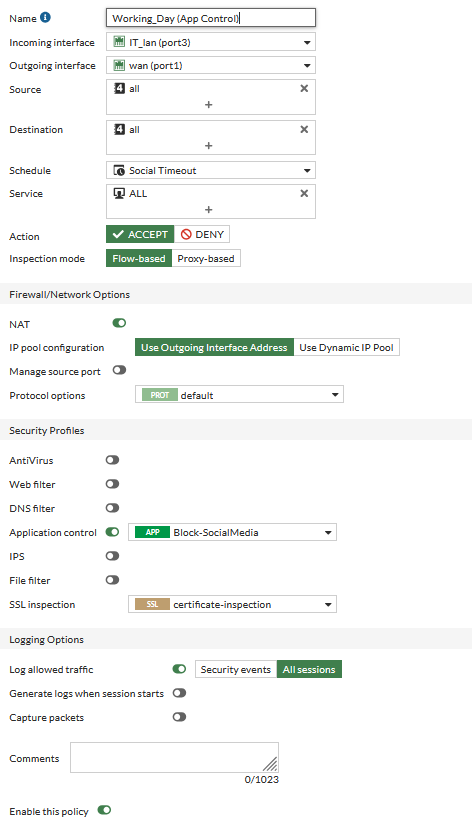 Name Working_Day (App Control)
Incoming interface IT_lan (port3)
Outgoing interface wan (port1)
Source 4 all
+
Destination 4 all
+
Schedule Social Timeout
Service ALL
+
Action ACCEPT DENY
Inspection mode Flow-based Proxy-based
Firewall/Network Options
NAT
IP pool configuration Use Outgoing Interface Address Use Dynamic IP Pool
Manage source port
Protocol options PROT default
Security Profiles
AntiVirus
Web filter
DNS filter
Application control APP Block-SocialMedia
IPS
File filter
SSL inspection SSL certificate-inspection
Logging Options
Log allowed traffic Security events All sessions
Generate logs when session starts
Capture packets
Comments
0/1023
Enable this policy